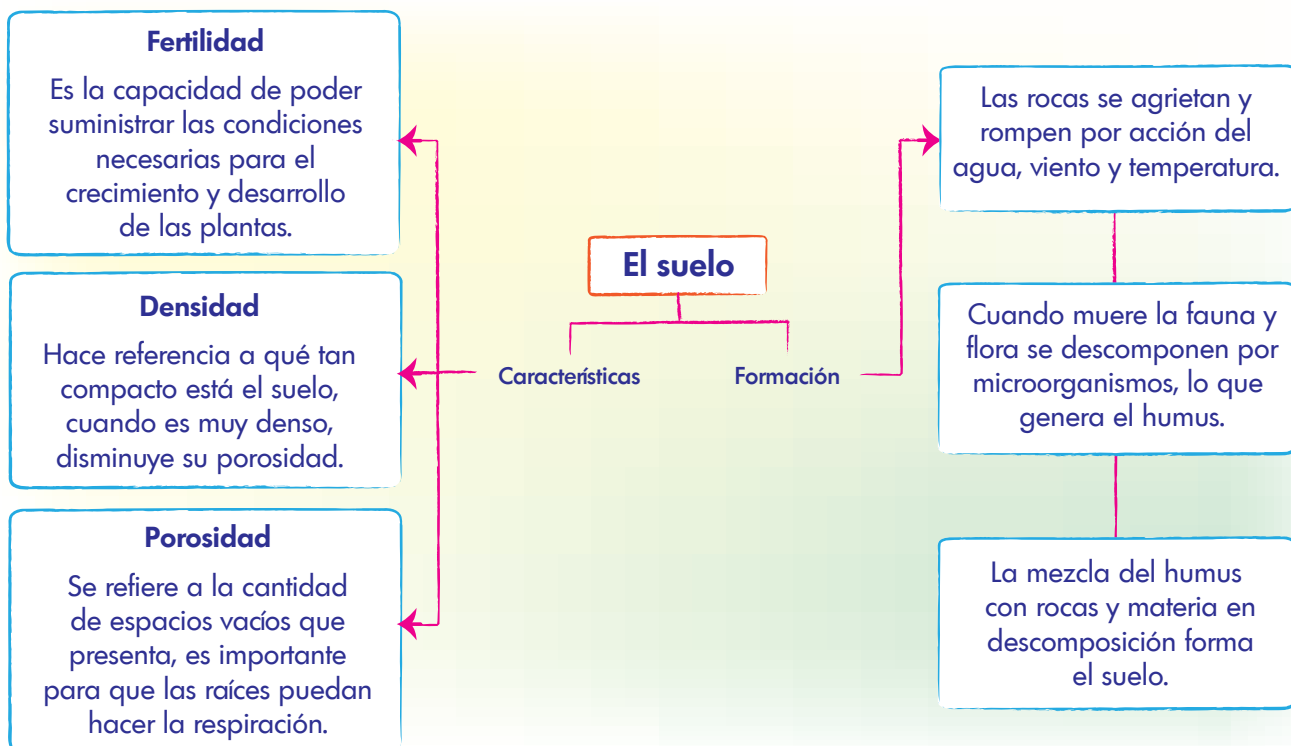 Fertilidad
Es la capacidad de poder
suministrar las condiciones
necesarias para el
crecimiento y desarrollo
de las plantas.
Densidad
Hace referencia a qué tan
compacto está el suelo,
cuando es muy denso,
disminuye su porosidad.
Porosidad
Se refiere a la cantidad
de espacios vacíos que
presenta, es importante
para que las raíces puedan
hacer la respiración.
El suelo
Características
Formación
Las rocas se agrietan y
rompen por acción del
agua, viento y temperatura.
Cuando muere la fauna y
flora se descomponen por
microorganismos, lo que
genera el humus.
La mezcla del humus
con rocas y materia en
descomposición forma
el suelo.